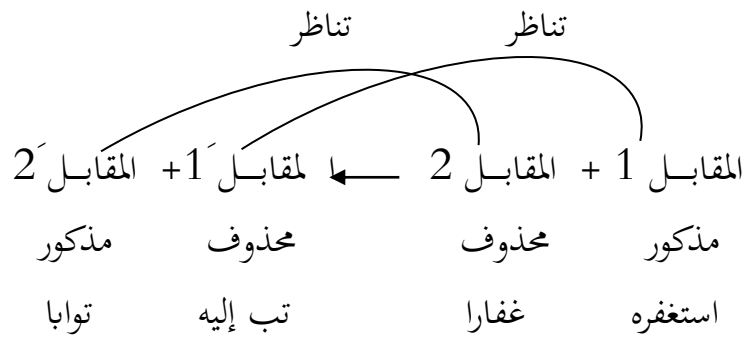 تناظر تناظر
المقابـل 1 + المقابـل 2 ا لمقابـل َ1+ المقابـل َ2
مذكور محذوف محذوف مذكور
استغفره غفارا تب إليه توابا